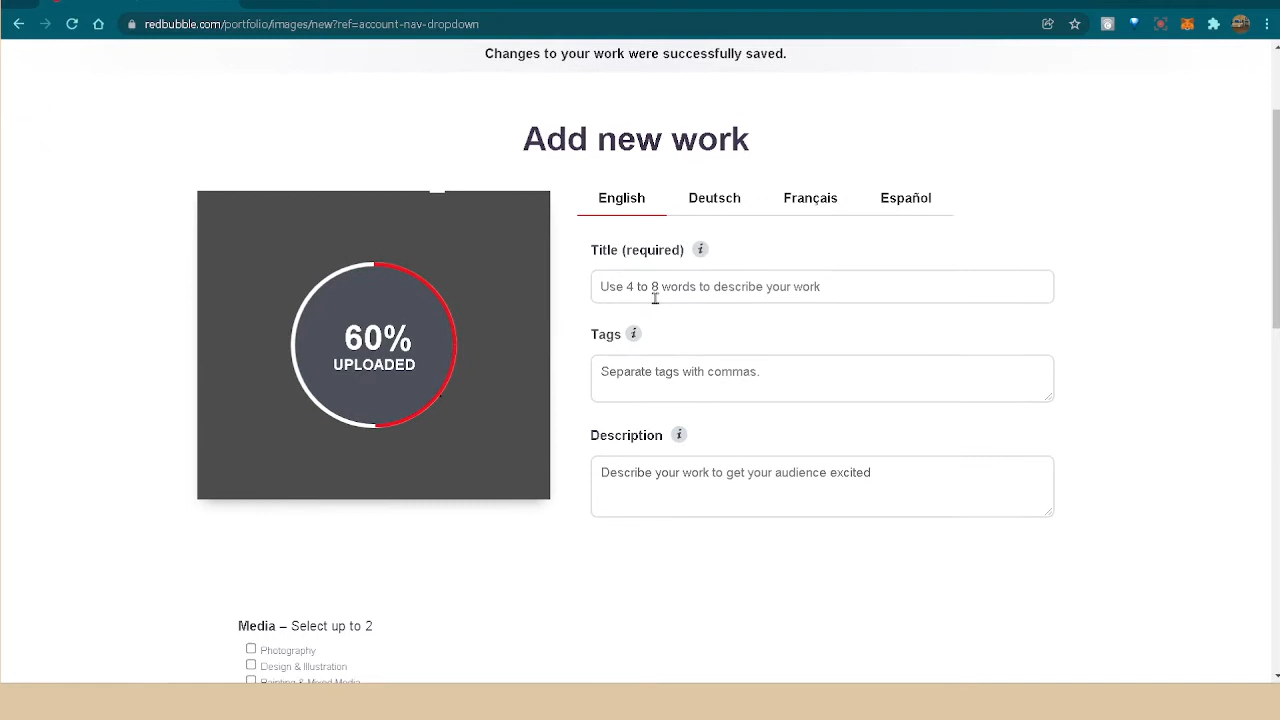 redbubble.com/portfolio/images/new?ref=account-nav-dropdown
Changes to your work were successfully saved.
Add new work
English Deutsch Français Español
Title (required) i
Use 4 to 8 words to describe your work
60%
UPLOADED
Tags i
Separate tags with commas.
Description i
Describe your work to get your audience excited
Media – Select up to 2
Photography
Design & Illustration
Painting & Mixed Media